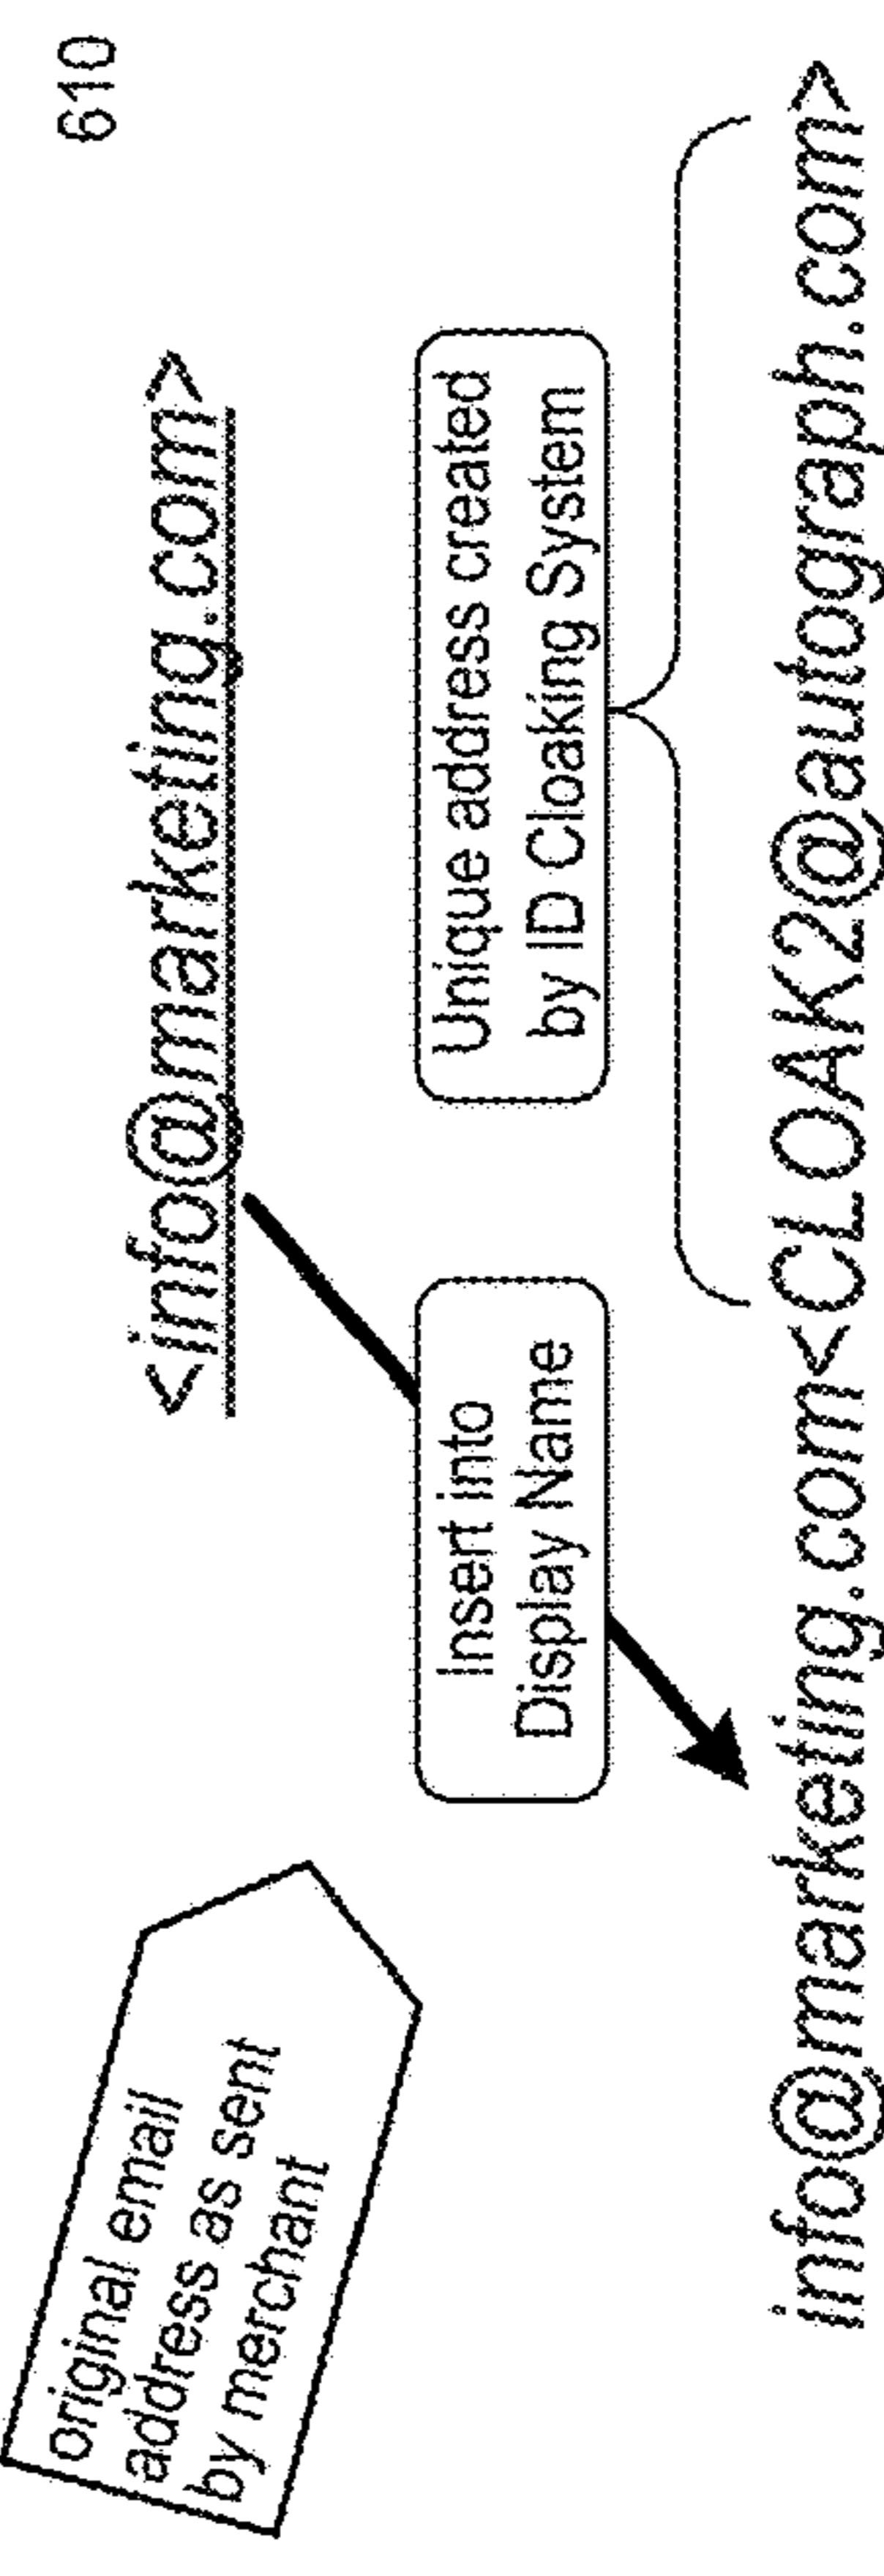 610
original email
address as sent
by merchant
<info@marketing.com>
Insert into
Display Name
Unique address created
by ID Cloaking System
info@marketing.com<CLOAK2@autograph.com>